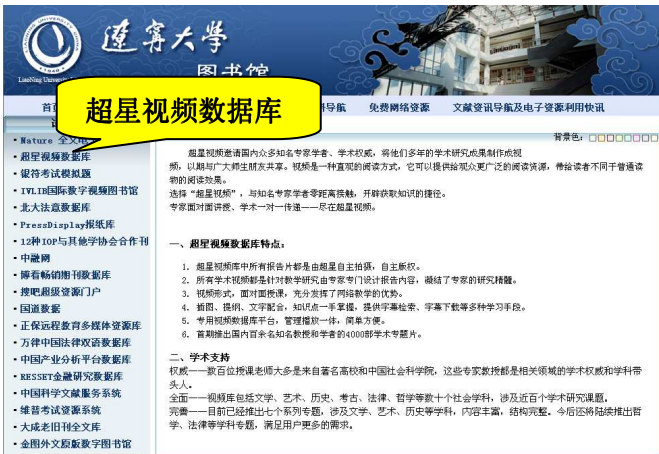 遼寧大學
图书馆
LiaoNing University
超星视频数据库
免费网络资源
文献资讯导航及电子资源利用快讯
背景色:
• Nature
• 超星视频数据库
• 银符考试模拟题
• IVLIB国际数字视频图书馆
• 北大法意数据库
• PressDisplay报纸库
• 12种IOP与其他学协会合作刊
• 中融网
• 博看畅销期刊数据库
• 搜吧超级资源门户
• 国道数据
• 正保远程教育多媒体资源库
• 万律中国法律双语数据库
• 中国产业分析平台数据库
• RESSET金融研究数据库
• 中国科学文献服务系统
• 维普考试资源系统
• 大成老旧刊全文库
• 金图外文原版数字图书馆
超星视频邀请国内众多知名专家学者、学术权威，将他们多年的学术研究成果制作成视
频，以期与广大师生朋友共享。视频是一种直观的阅读方式，它可以提供给观众更广泛的阅读资源，带给读者不同于普通读
物的阅读效果。
选择“超星视频”，与知名专家学者零距离接触，开辟获取知识的捷径。
专家面对面讲授、学术一对一传递——尽在超星视频。
一、超星视频数据库特点：
1. 超星视频库中所有报告片都是由超星自主拍摄，自主版权。
2. 所有学术视频都是针对教学研究由专家专门设计报告内容，凝结了专家的研究精髓。
3. 视频形式，面对面授课，充分发挥了网络教学的优势。
4. 插图、提纲、文字配合，知识点一手掌握，提供字幕检索、字幕下载等多种学习手段。
5. 专用视频数据库平台，管理播放一体，简单方便。
6. 首期推出国内百余名知名教授和学者的4000部学术专题片。
二、学术支持
权威——数百位授课老师大多是来自著名高校和中国社会科学院，这些专家教授都是相关领域的学术权威和学科带
头人。
全面——视频库包括文学、艺术、历史、考古、法律、哲学等数十个社会学科，涉及近百个学术研究课题。
完善——目前已经推出七个系列专题，涉及文学、艺术、历史等学科，内容丰富，结构完整。今后还将陆续推出哲
学、法律等学科专题，满足用户更多的需求。